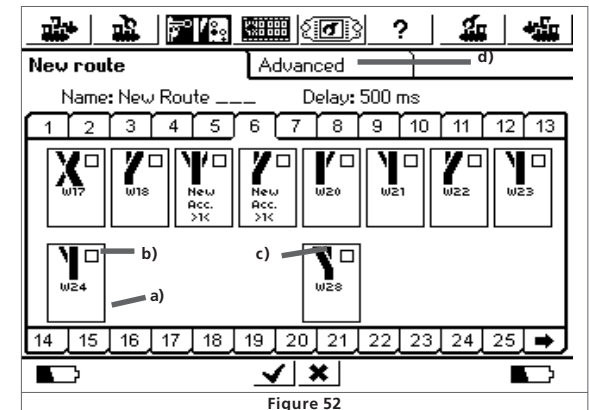 ?
New route Advanced d)
Name: New Route _ _ _ Delay: 500 ms
1 2 3 4 5 6 7 8 9 10 11 12 13
W17 W18 New Acc. >1< New Acc. >1< W20 W21 W22 W23
b) c)
W24 a) W28
14 15 16 17 18 19 20 21 22 23 24 25
Figure 52